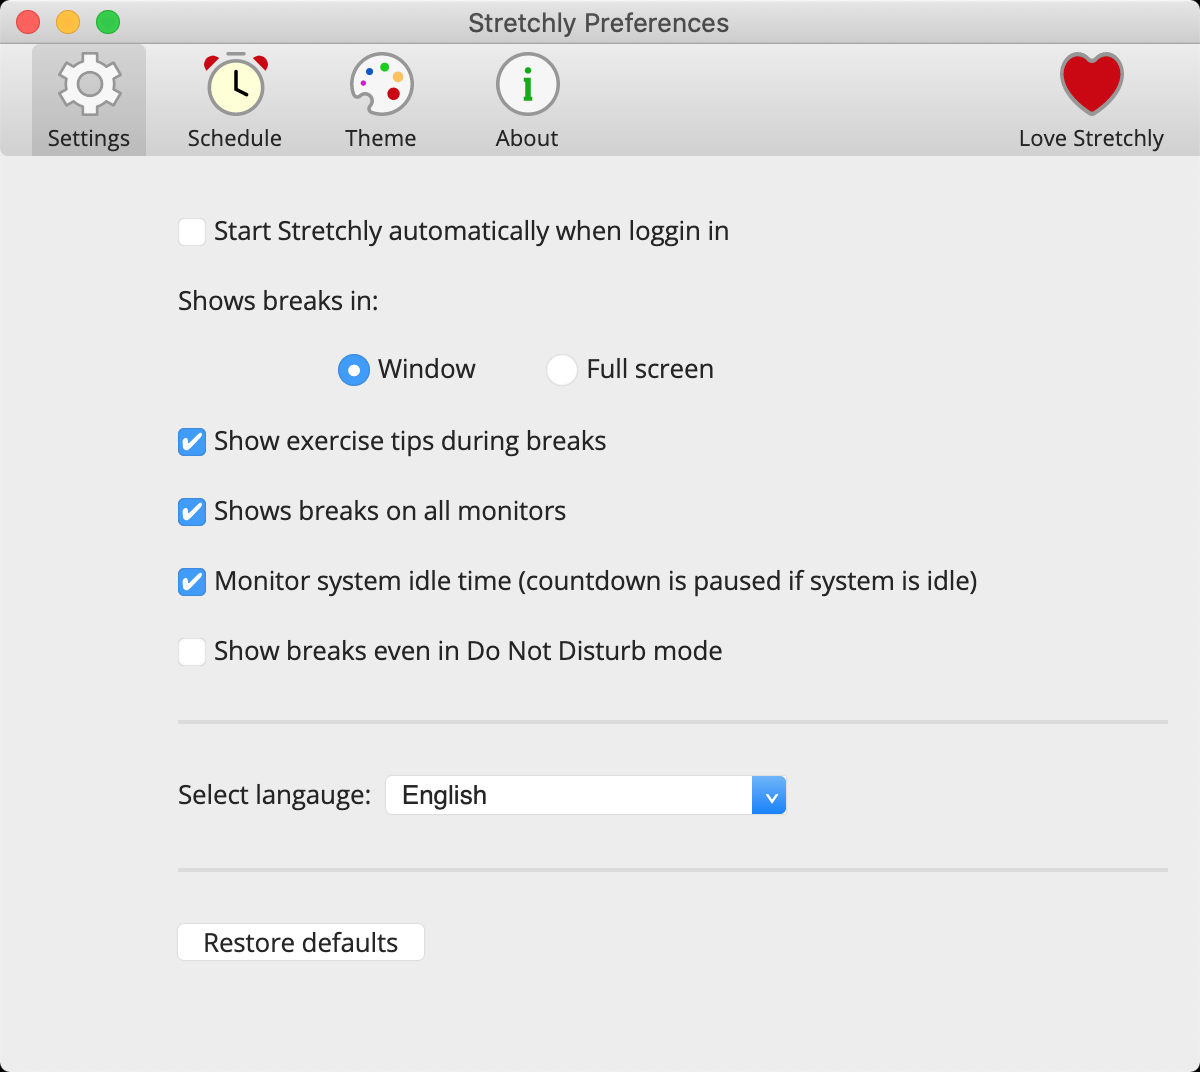 Stretchly Preferences
Settings Schedule Theme About Love Stretchly
Start Stretchly automatically when loggin in
Shows breaks in:
Window Full screen
Show exercise tips during breaks
Shows breaks on all monitors
Monitor system idle time (countdown is paused if system is idle)
Show breaks even in Do Not Disturb mode
Select langauge: English
Restore defaults